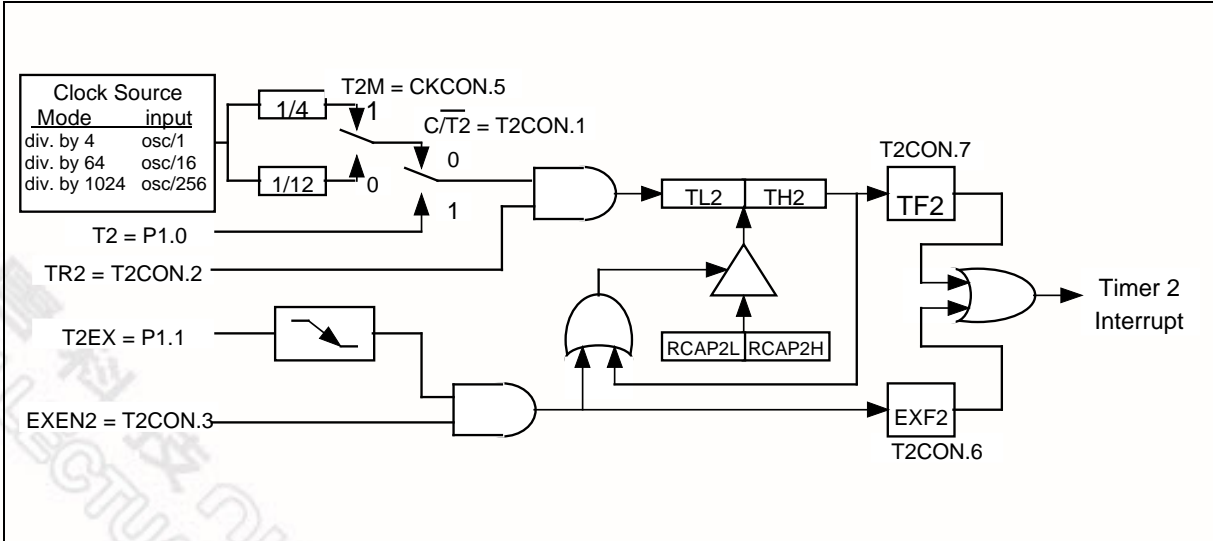 Clock Source
Mode input
div. by 4 osc/1
div. by 64 osc/16
div. by 1024 osc/256
1/4
1/12
T2M = CKCON.5
1
0
C/T2 = T2CON.1
0
1
T2 = P1.0
TR2 = T2CON.2
T2EX = P1.1
EXEN2 = T2CON.3
TL2 TH2
RCAP2L RCAP2H
T2CON.7
TF2
EXF2
T2CON.6
Timer 2
Interrupt